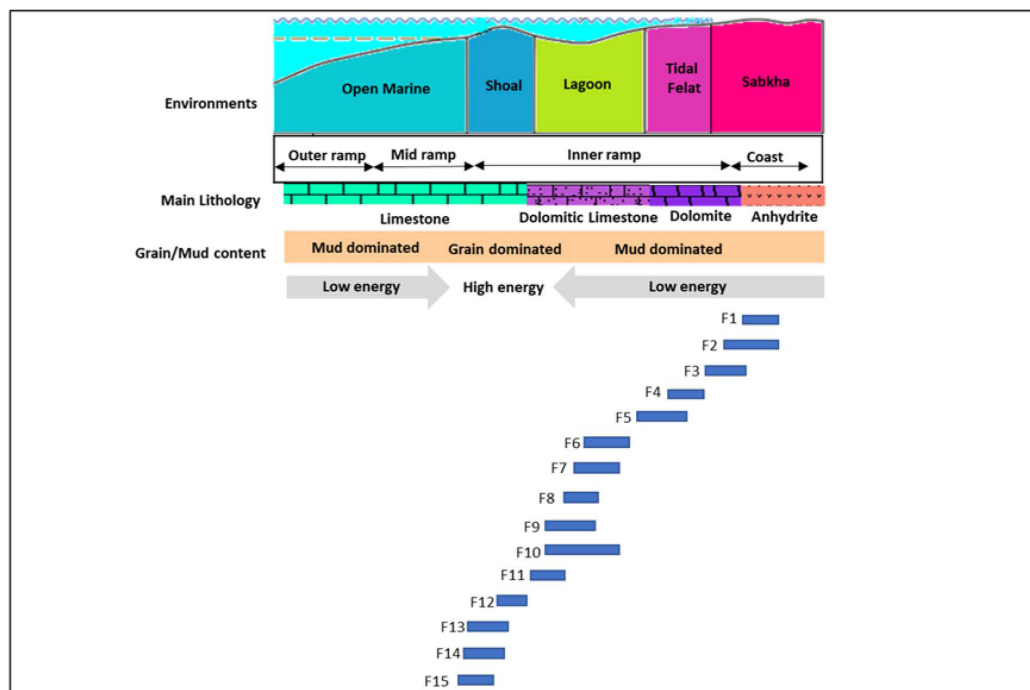 Environments
Open Marine
Shoal
Lagoon
Tidal
Felat
Sabkha
Outer ramp
Mid ramp
Inner ramp
Coast
Main Lithology
Limestone
Dolomitic Limestone
Dolomite
Anhydrite
Grain/Mud content
Mud dominated
Grain dominated
Mud dominated
Low energy
High energy
Low energy
F1
F2
F3
F4
F5
F6
F7
F8
F9
F10
F11
F12
F13
F14
F15